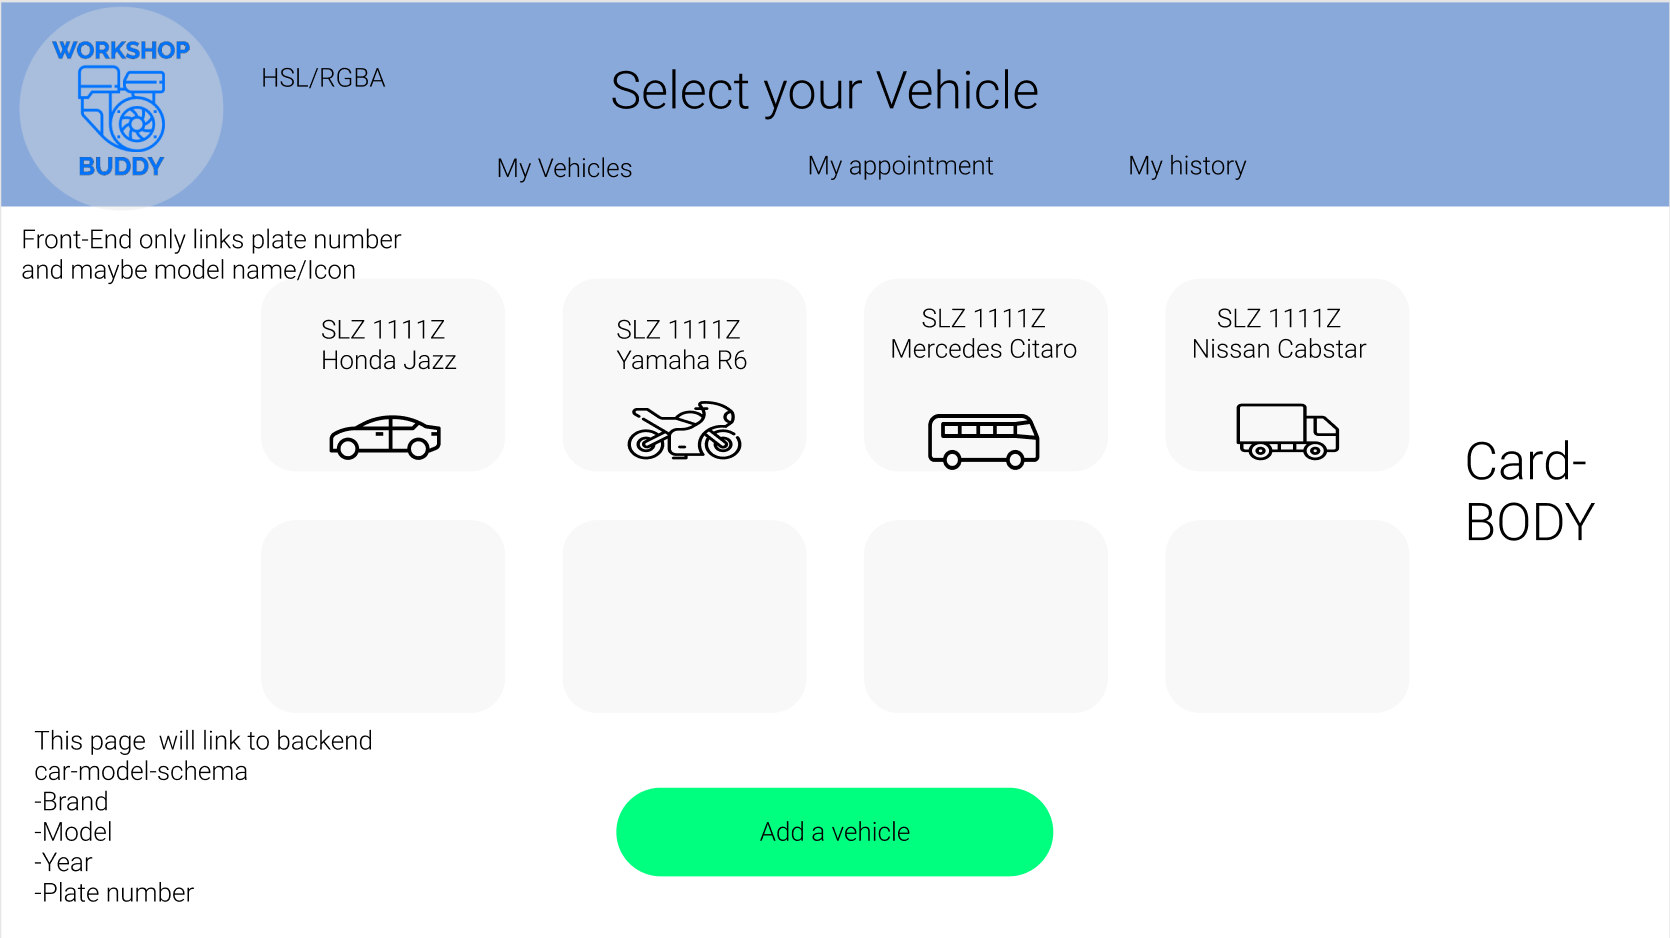 WORKSHOP
BUDDY
HSL/RGBA
Select your Vehicle
My Vehicles
My appointment
My history
Front-End only links plate number
and maybe model name/Icon
SLZ 1111Z
Honda Jazz
SLZ 1111Z
Yamaha R6
SLZ 1111Z
Mercedes Citaro
SLZ 1111Z
Nissan Cabstar
Card-
BODY
This page  will link to backend
car-model-schema
-Brand
-Model
-Year
-Plate number
Add a vehicle